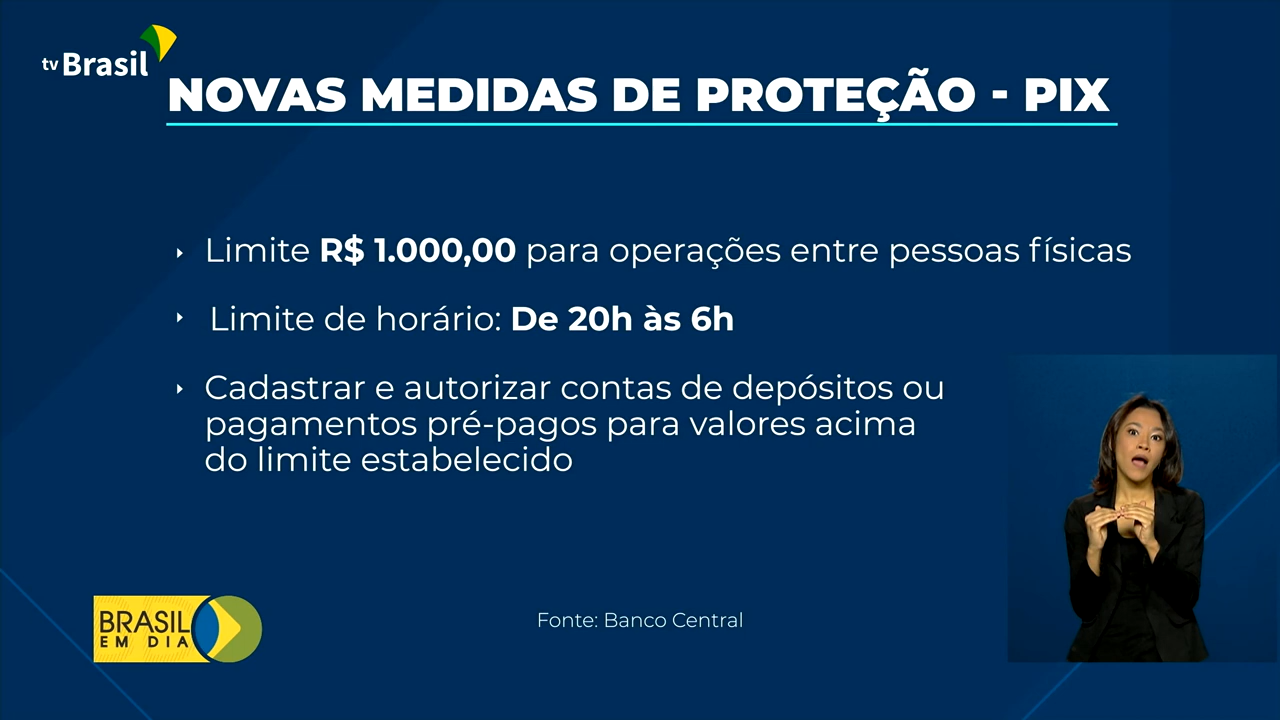 tv Brasil
NOVAS MEDIDAS DE PROTEÇÃO - PIX
Limite R$ 1.000,00 para operações entre pessoas físicas
Limite de horário: De 20h às 6h
Cadastrar e autorizar contas de depósitos ou
pagamentos pré-pagos para valores acima
do limite estabelecido
BRASIL
EM DIA
Fonte: Banco Central